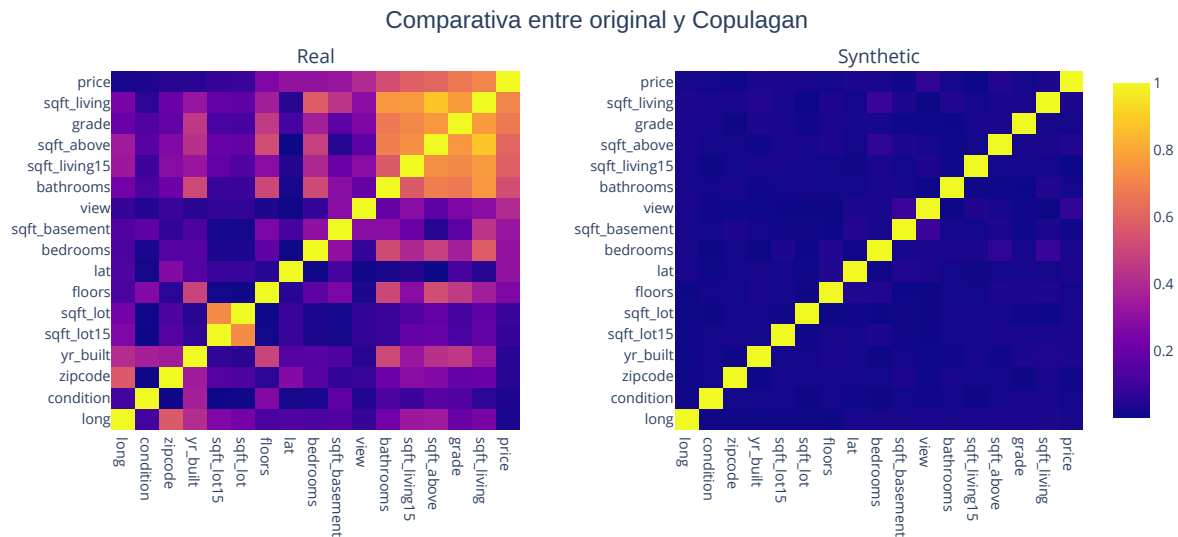 Comparativa entre original y Copulagan
Real
Synthetic
price
sqft_living
grade
sqft_above
sqft_living15
bathrooms
view
sqft_basement
bedrooms
lat
floors
sqft_lot
sqft_lot15
yr_built
zipcode
condition
long
long
condition
zipcode
yr_built
sqft_lot15
sqft_lot
floors
lat
bedrooms
sqft_basement
view
bathrooms
sqft_living15
sqft_above
grade
sqft_living
price
price
sqft_living
grade
sqft_above
sqft_living15
bathrooms
view
sqft_basement
bedrooms
lat
floors
sqft_lot
sqft_lot15
yr_built
zipcode
condition
long
long
condition
zipcode
yr_built
sqft_lot15
sqft_lot
floors
lat
bedrooms
sqft_basement
view
bathrooms
sqft_living15
sqft_above
grade
sqft_living
price
1
0.8
0.6
0.4
0.2